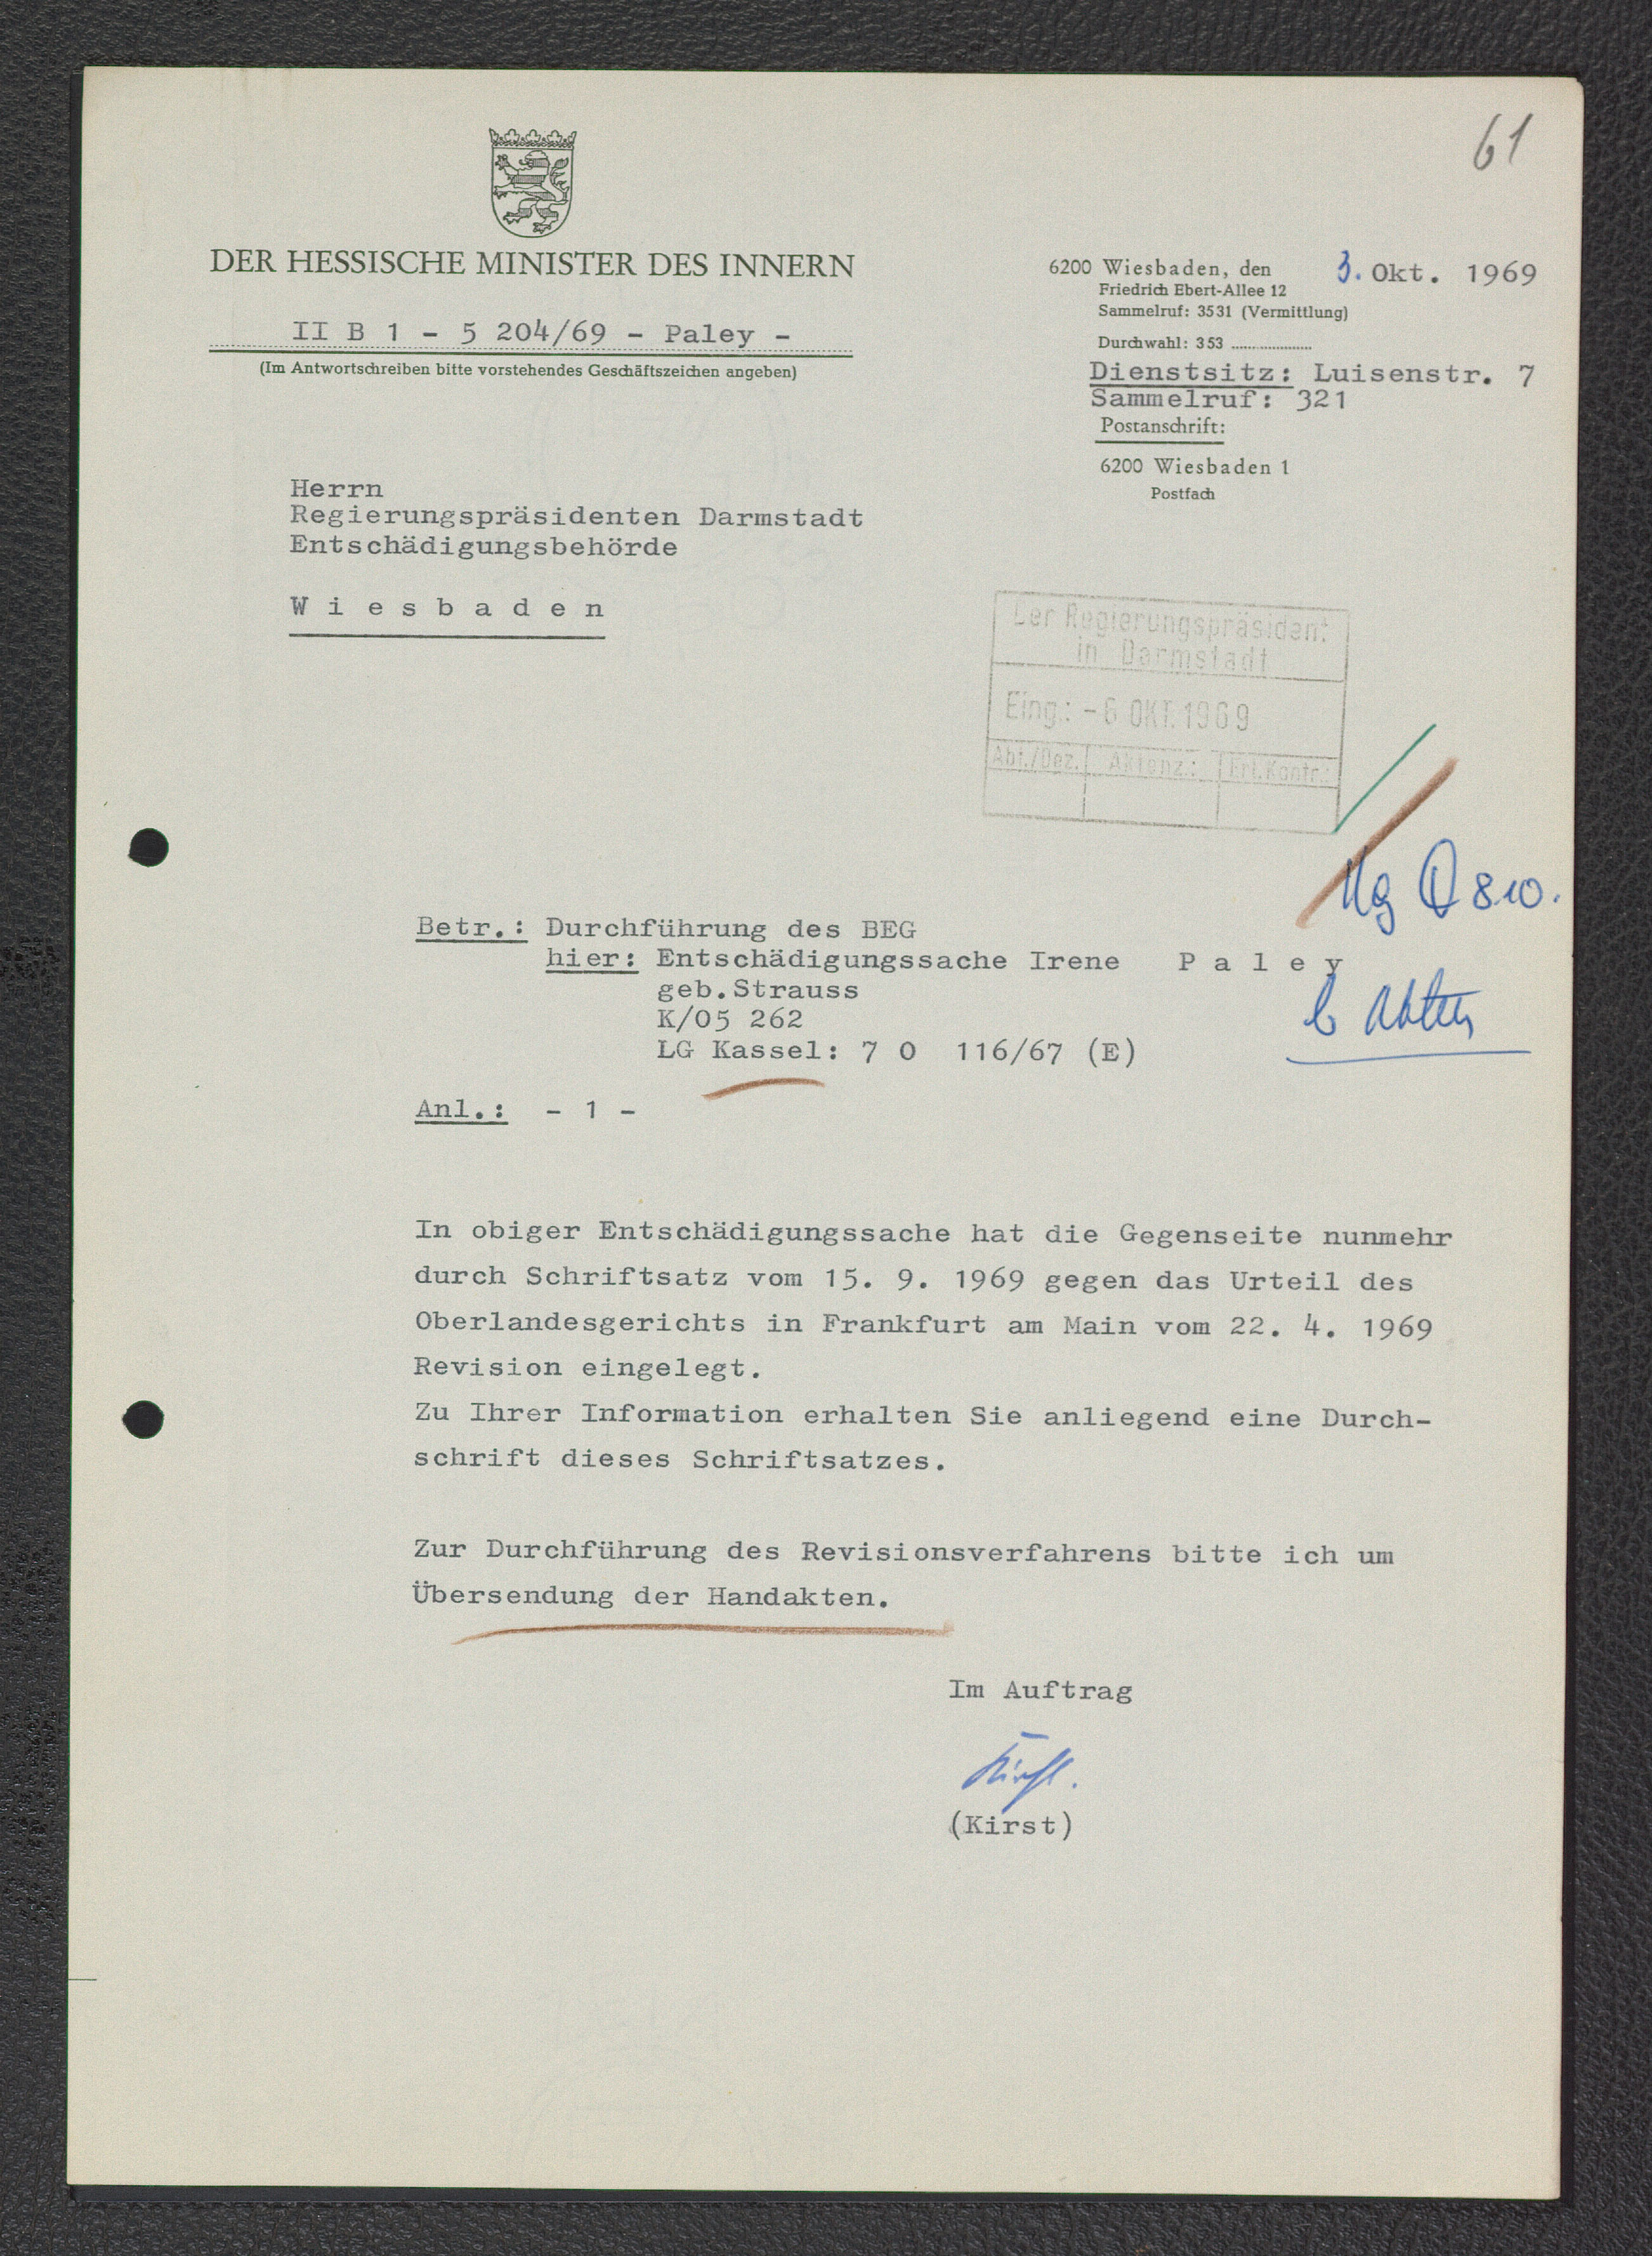 61
DER HESSISCHE MINISTER DES INNERN
II B 1 - 5 204/69 - Paley -
(Im Antwortschreiben bitte vorstehendes Geschäftszeichen angeben)
6200 Wiesbaden, den 3. Okt. 1969
Friedrich Ebert-Allee 12
Sammelruf: 3531 (Vermittlung)
Durchwahl: 353 ....................
Dienstsitz: Luisenstr. 7
Sammelruf: 321
Postanschrift:
6200 Wiesbaden 1
Postfach
Herrn
Regierungspräsidenten Darmstadt
Entschädigungsbehörde
W i e s b a d e n
Der Regierungspräsident
in Darmstadt
Eing.: -6 OKT. 1969
Abt./Dez. Aktenz.: Erl. Kontr.:
810.
Betr.: Durchführung des BEG
hier: Entschädigungssache Irene P a l e y
geb.Strauss
K/05 262
LG Kassel: 7 O 116/67 (E)
Anl.: - 1 -
In obiger Entschädigungssache hat die Gegenseite nunmehr
durch Schriftsatz vom 15. 9. 1969 gegen das Urteil des
Oberlandesgerichts in Frankfurt am Main vom 22. 4. 1969
Revision eingelegt.
Zu Ihrer Information erhalten Sie anliegend eine Durch-
schrift dieses Schriftsatzes.
Zur Durchführung des Revisionsverfahrens bitte ich um
Übersendung der Handakten.
Im Auftrag
Kirst
(Kirst)